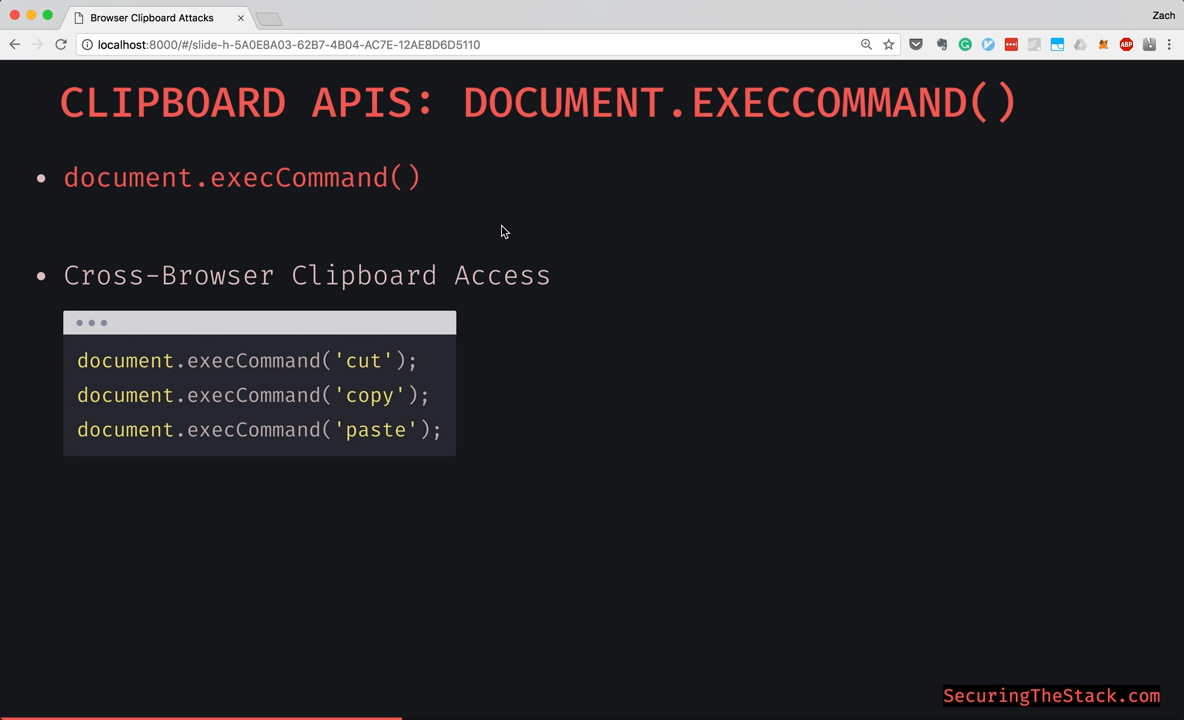 Browser Clipboard Attacks
Zach
localhost:8000/#/slide-h-5A0E8A03-62B7-4B04-AC7E-12AE8D6D5110
ABP
CLIPBOARD APIS: DOCUMENT.EXECCOMMAND()
• document.execCommand()
• Cross-Browser Clipboard Access
document.execCommand('cut');
document.execCommand('copy');
document.execCommand('paste');
SecuringTheStack.com